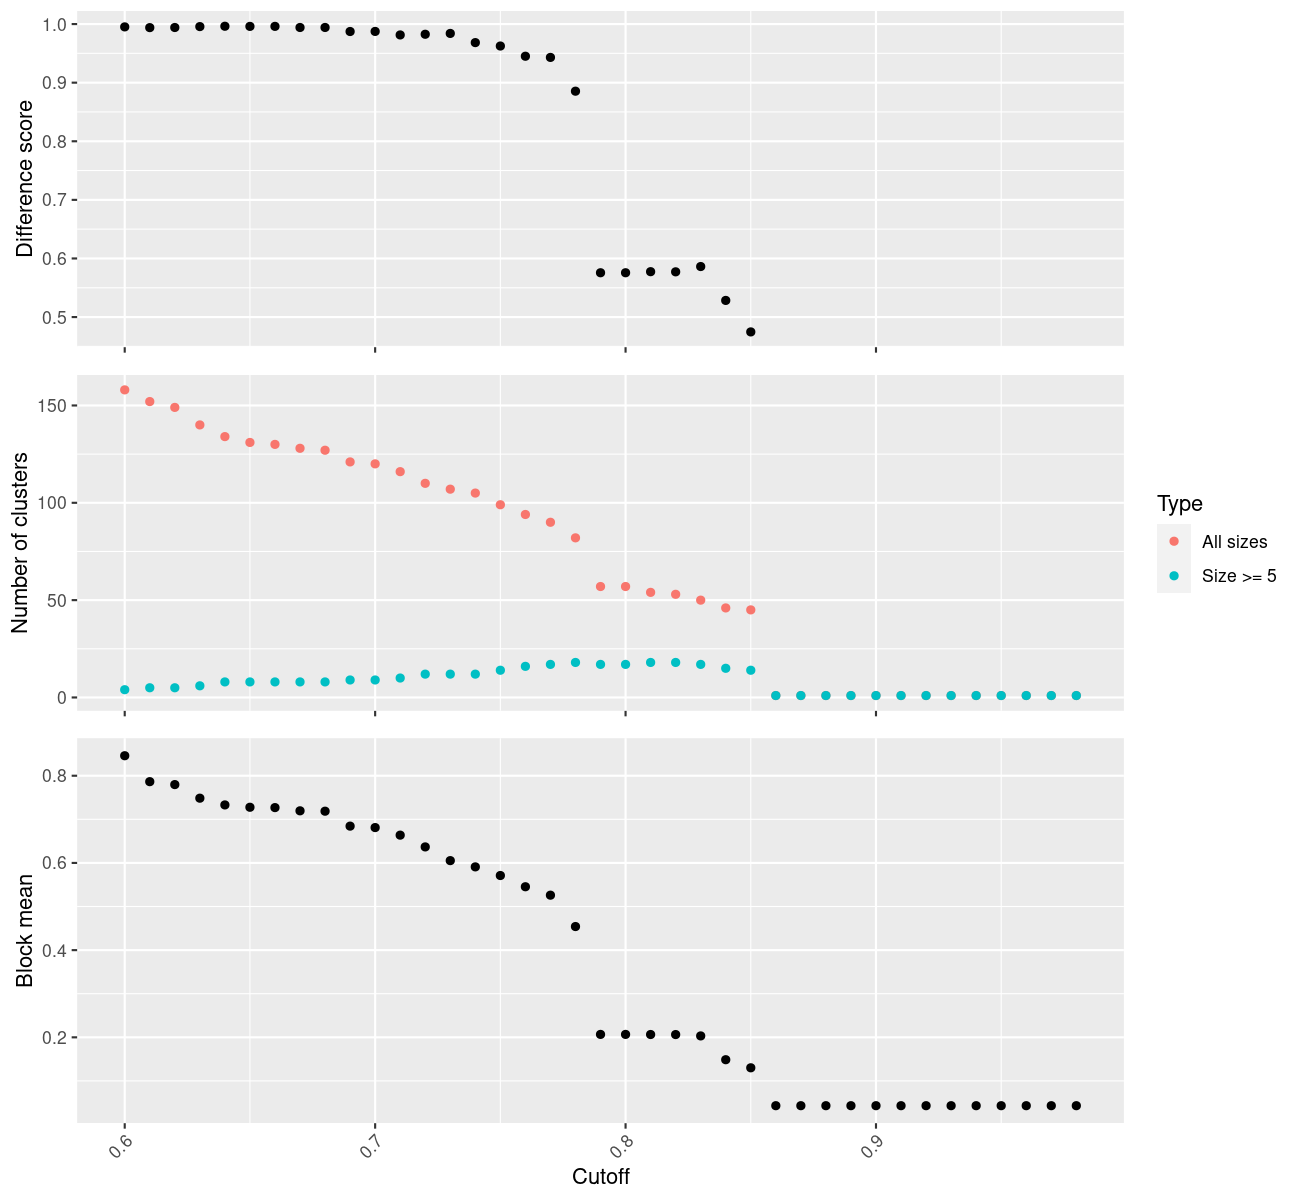 Difference score
1.0
0.9
0.8
0.7
0.6
0.5
Number of clusters
150
100
50
0
Type
All sizes
Size >= 5
Block mean
0.8
0.6
0.4
0.2
0.6
0.7
0.8
0.9
Cutoff